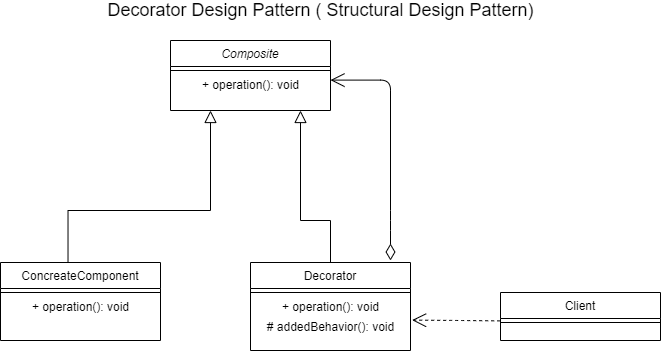 Decorator Design Pattern ( Structural Design Pattern)
Composite
+ operation(): void
ConcreateComponent
+ operation(): void
Decorator
+ operation(): void
# addedBehavior(): void
Client